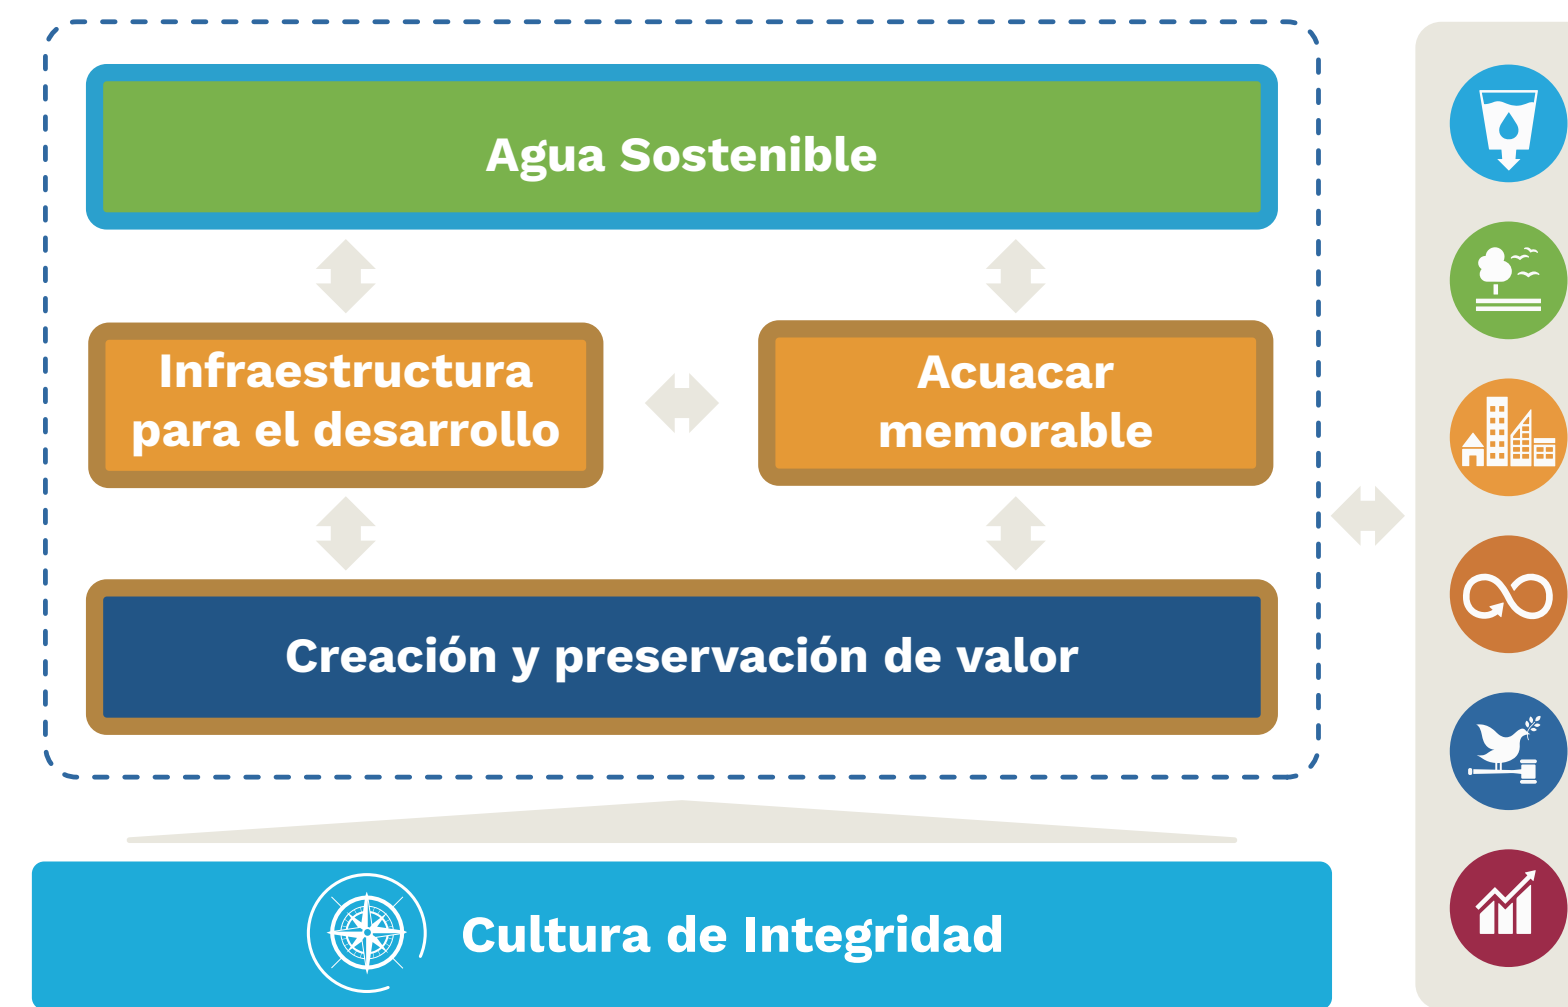 Agua Sostenible
Infraestructura
para el desarrollo
Acuacar
memorable
Creación y preservación de valor
Cultura de Integridad